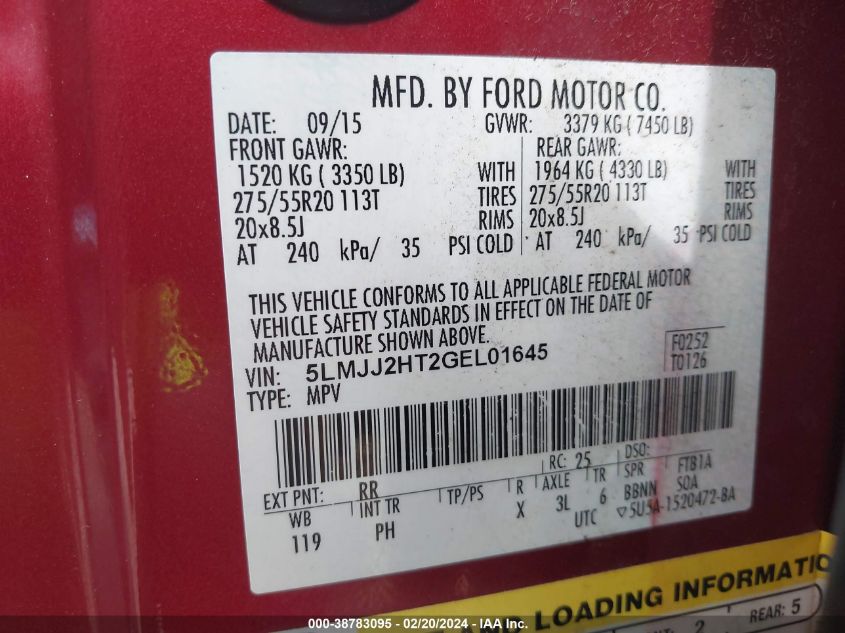 MFD. BY FORD MOTOR CO.
DATE: 09/15 GVWR: 3379 KG ( 7450 LB)
FRONT GAWR: REAR GAWR:
1520 KG ( 3350 LB) WITH 1964 KG ( 4330 LB) WITH
275/55R20 113T TIRES 275/55R20 113T TIRES
20x8.5J RIMS 20x8.5J RIMS
AT 240 kPa/ 35 PSI COLD AT 240 kPa/ 35 PSI COLD
THIS VEHICLE CONFORMS TO ALL APPLICABLE FEDERAL MOTOR
VEHICLE SAFETY STANDARDS IN EFFECT ON THE DATE OF
MANUFACTURE SHOWN ABOVE.
F0252
VIN: 5LMJJ2HT2GEL01645 T0126
TYPE: MPV
EXT PNT: RR RC: 25 DSO:
WB INT TR TP/PS R AXLE TR SPR FTB1A
119 PH X 3L 6 BBNN SOA
UTC ▽5U5A-1520472-BA
AND LOADING INFORMATIO
2 REAR: 5
000-38783095 - 02/20/2024 - IAA Inc.